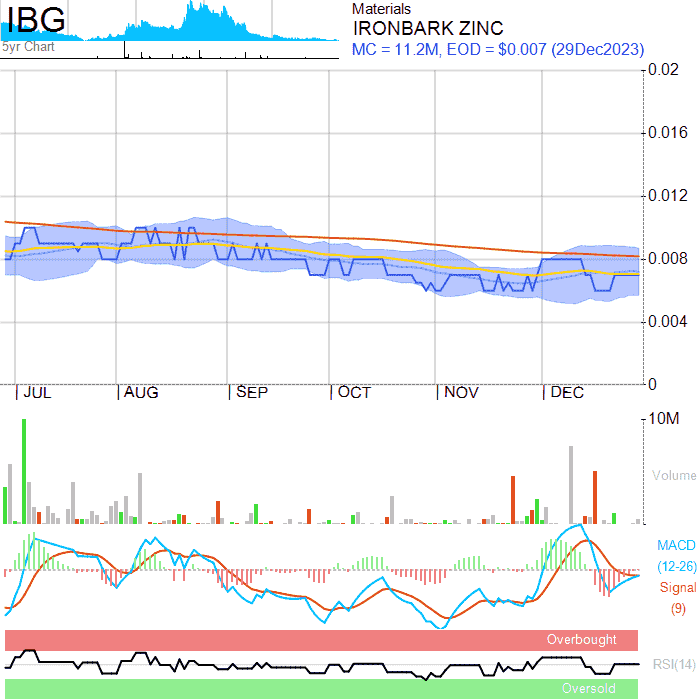 IBG
5yr Chart
Materials
IRONBARK ZINC
MC = 11.2M, EOD = $0.007 (29Dec2023)
0.02
0.016
0.012
0.008
0.004
0
JUL AUG SEP OCT NOV DEC
10M
Volume
MACD
(12-26)
Signal
(9)
Overbought
RSI(14)
Oversold